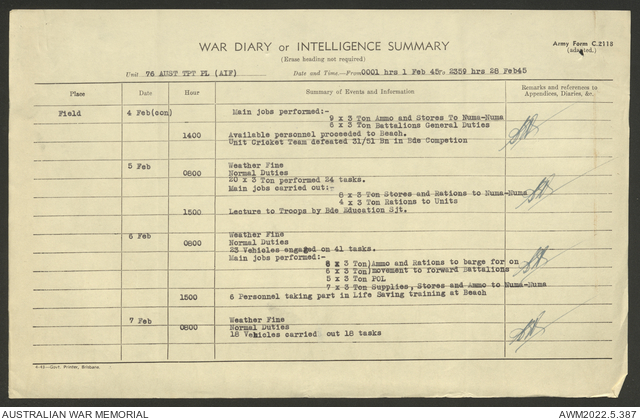 WAR DIARY or INTELLIGENCE SUMMARY
(Erase heading not required)
Army Form C.2118
(adapted.)
Unit 76 AUST TPT PL (AIF) Date and Time.—From 0001 hrs 1 Feb 45 To 2359 hrs 28 Feb45
Place Date Hour Summary of Events and Information Remarks and references to Appendices, Diaries, &c.
Field 4 Feb(con) Main jobs performed:-
9 x 3 Ton Ammo and Stores To Numa-Numa
6 x 3 Ton Battalions General Duties
1400 Available personnel proceeded to Beach.
Unit Cricket Team defeated 31/51 Bn in Bde Competion
5 Feb Weather Fine
0800 Normal Duties
20 x 3 Ton performed 24 tasks.
Main jobs carried out:-
8 x 3 Ton Stores and Rations to Numa-Numa
4 x 3 Ton Rations to Units
1500 Lecture to Troops by Bde Education Sjt.
6 Feb Weather Fine
0800 Normal Duties
23 Vehicles engaged on 41 tasks.
Main jobs performed:-
8 x 3 Ton) Ammo and Rations to barge for on
6 x 3 Ton) movement to forward Battalions
5 x 3 Ton POL
7 x 3 Ton Supplies, Stores and Ammo to Numa-Numa
1500 6 Personnel taking part in Life Saving training at Beach
7 Feb Weather Fine
0800 Normal Duties
18 Vehicles carried out 18 tasks
4-43—Govt. Printer, Brisbane.
AUSTRALIAN WAR MEMORIAL AWM2022.5.387